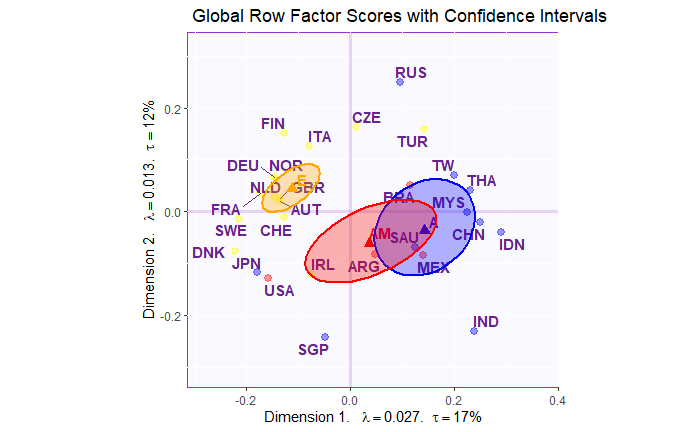 Global Row Factor Scores with Confidence Intervals
RUS
CZE
FIN
ITA
TUR
0.2
DEU NOR
TW
THA
E
NLD GBR
BRA
MYS
FRA
AUT
0.0
SWE
CHE
AM
A
SAU
CHN
IDN
DNK
JPN
IRL
ARG
MEX
USA
-0.2
IND
SGP
-0.2
0.0
0.2
0.4
Dimension 1. λ = 0.027. τ = 17%
Dimension 2. λ = 0.013. τ = 12%